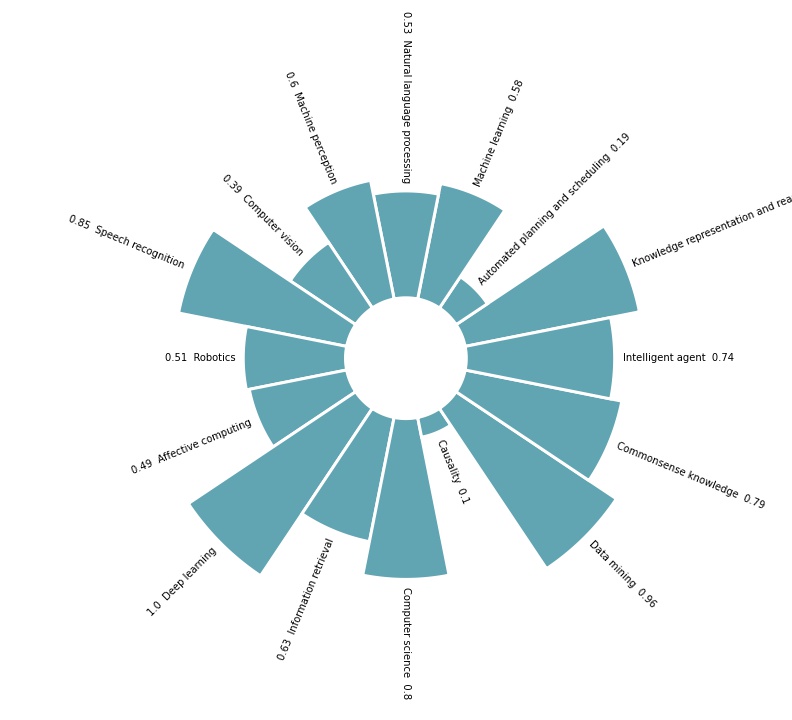 0.53 Natural language processing
0.6 Machine perception
Machine learning 0.58
0.39 Computer vision
Automated planning and scheduling 0.19
0.85 Speech recognition
Knowledge representation and rea
0.51 Robotics
Intelligent agent 0.74
0.49 Affective computing
Commonsense knowledge 0.79
Causality 0.1
1.0 Deep learning
Data mining 0.96
0.63 Information retrieval
Computer science 0.8